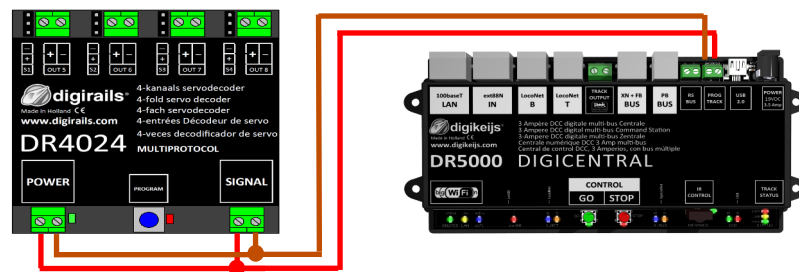 S1
OUT 5
S2
OUT 6
S3
OUT 7
S4
OUT 8
digirails®
Made in Holland CE
www.digirails.com
DR4024
4-kanaals servodecoder
4-fold servo decoder
4-fach servodecoder
4-entrées Décodeur de servo
4-veces decodificador de servo
MULTIPROTOCOL
POWER
PROGRAM
SIGNAL
100baseT
LAN
ext88N
IN
LocoNet
B
LocoNet
T
TRACK
OUTPUT
XN + FB
BUS
PB
BUS
RS
BUS
PROG
TRACK
USB
2.0
POWER
digikeijs®
Made in Holland CE
www.digikeijs.com
3 Ampère DCC digitale multi-bus Centrale
3 Ampere DCC digital multi-bus Command Station
3-Ampere DCC digitale multi-bus Zentrale
Centrale numérique DCC 3 Amp multi-bus
Central de control DCC, 3 Amperios, con bus múltiple
DR5000
DIGICENTRAL
WiFi
CONTROL
GO
STOP
IR
CONTROL
TRACK
STATUS